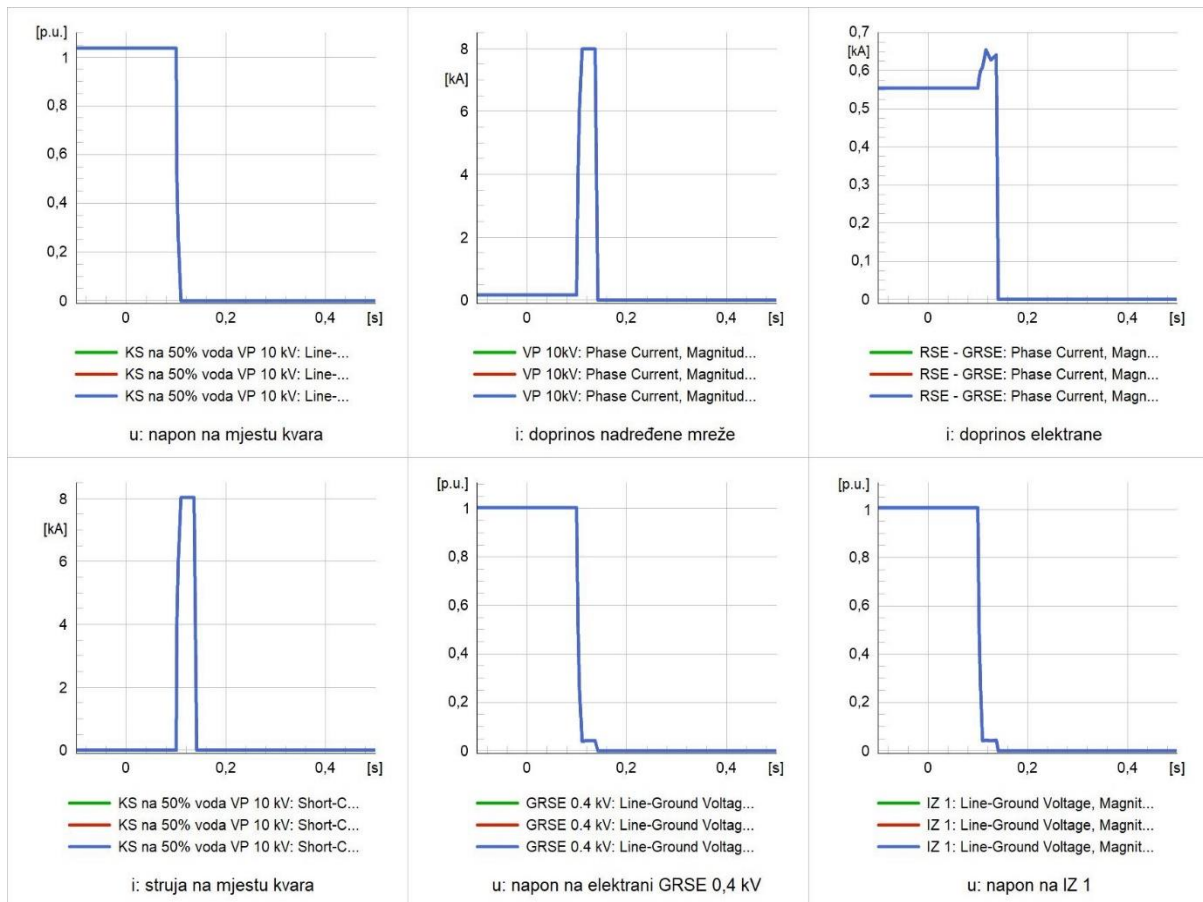 [p.u.]
1
0,8
0,6
0,4
0,2
0
0 0,2 0,4 [s]
KS na 50% voda VP 10 kV: Line-...
KS na 50% voda VP 10 kV: Line-...
KS na 50% voda VP 10 kV: Line-...
u: napon na mjestu kvara
8
[kA]
6
4
2
0
0 0,2 0,4 [s]
VP 10kV: Phase Current, Magnitud...
VP 10kV: Phase Current, Magnitud...
VP 10kV: Phase Current, Magnitud...
i: doprinos nadređene mreže
0,7
[kA]
0,6
0,5
0,4
0,3
0,2
0,1
0
0 0,2 0,4 [s]
RSE - GRSE: Phase Current, Magn...
RSE - GRSE: Phase Current, Magn...
RSE - GRSE: Phase Current, Magn...
i: doprinos elektrane
8
[kA]
6
4
2
0
0 0,2 0,4 [s]
KS na 50% voda VP 10 kV: Short-C...
KS na 50% voda VP 10 kV: Short-C...
KS na 50% voda VP 10 kV: Short-C...
i: struja na mjestu kvara
[p.u.]
1
0,8
0,6
0,4
0,2
0
0 0,2 0,4 [s]
GRSE 0.4 kV: Line-Ground Voltag...
GRSE 0.4 kV: Line-Ground Voltag...
GRSE 0.4 kV: Line-Ground Voltag...
u: napon na elektrani GRSE 0,4 kV
[p.u.]
1
0,8
0,6
0,4
0,2
0
0 0,2 0,4 [s]
IZ 1: Line-Ground Voltage, Magnit...
IZ 1: Line-Ground Voltage, Magnit...
IZ 1: Line-Ground Voltage, Magnit...
u: napon na IZ 1